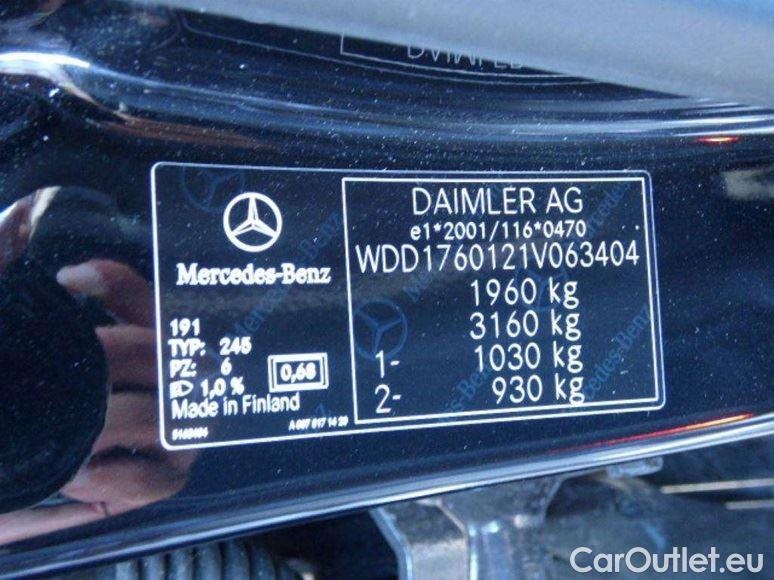 Mercedes-Benz
191
TYP: 245
PZ: 6
1,0 %
0,68
Made in Finland
DAIMLER AG
e1*2001/116*0470
WDD1760121V063404
1960 kg
3160 kg
1- 1030 kg
2- 930 kg
CarOutlet.eu